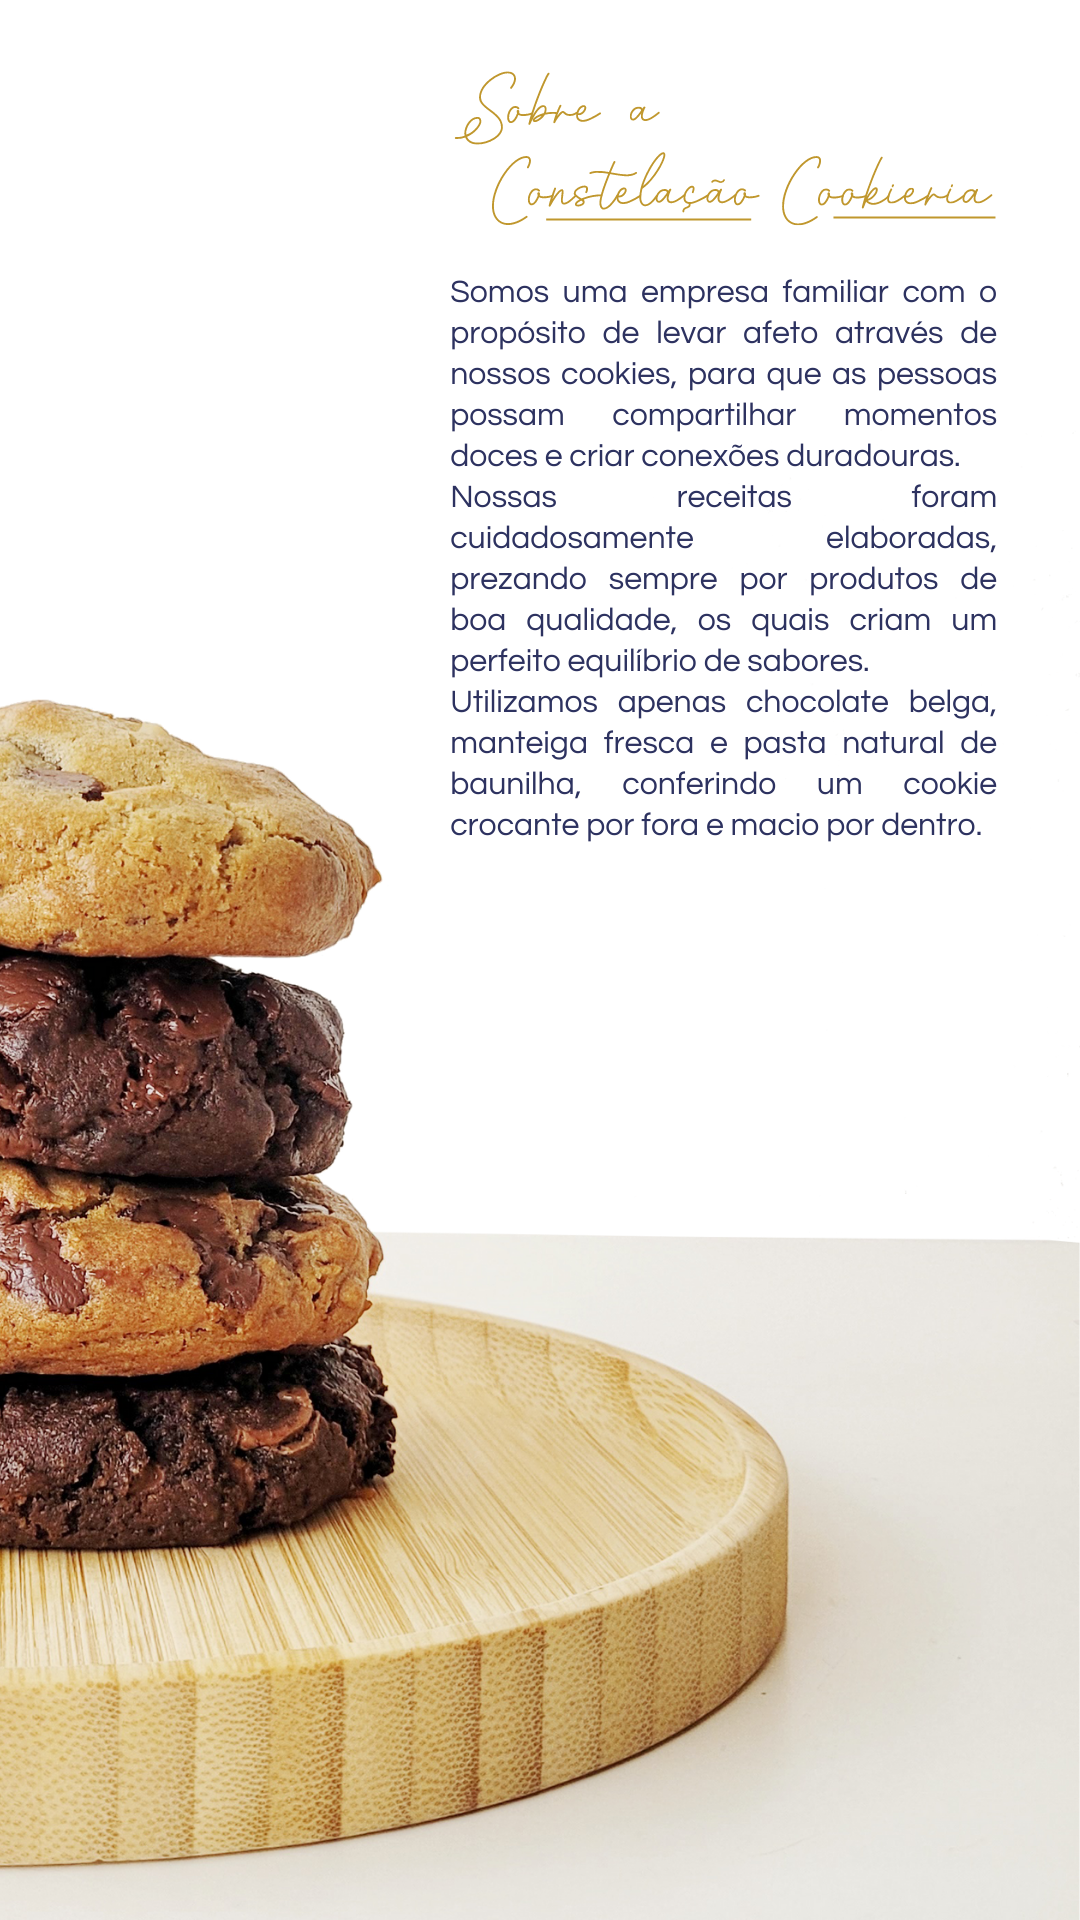 Sobre a
Constelação Cookieria
Somos uma empresa familiar com o
propósito de levar afeto através de
nossos cookies, para que as pessoas
possam compartilhar momentos
doces e criar conexões duradouras.
Nossas receitas foram
cuidadosamente elaboradas,
prezando sempre por produtos de
boa qualidade, os quais criam um
perfeito equilíbrio de sabores.
Utilizamos apenas chocolate belga,
manteiga fresca e pasta natural de
baunilha, conferindo um cookie
crocante por fora e macio por dentro.